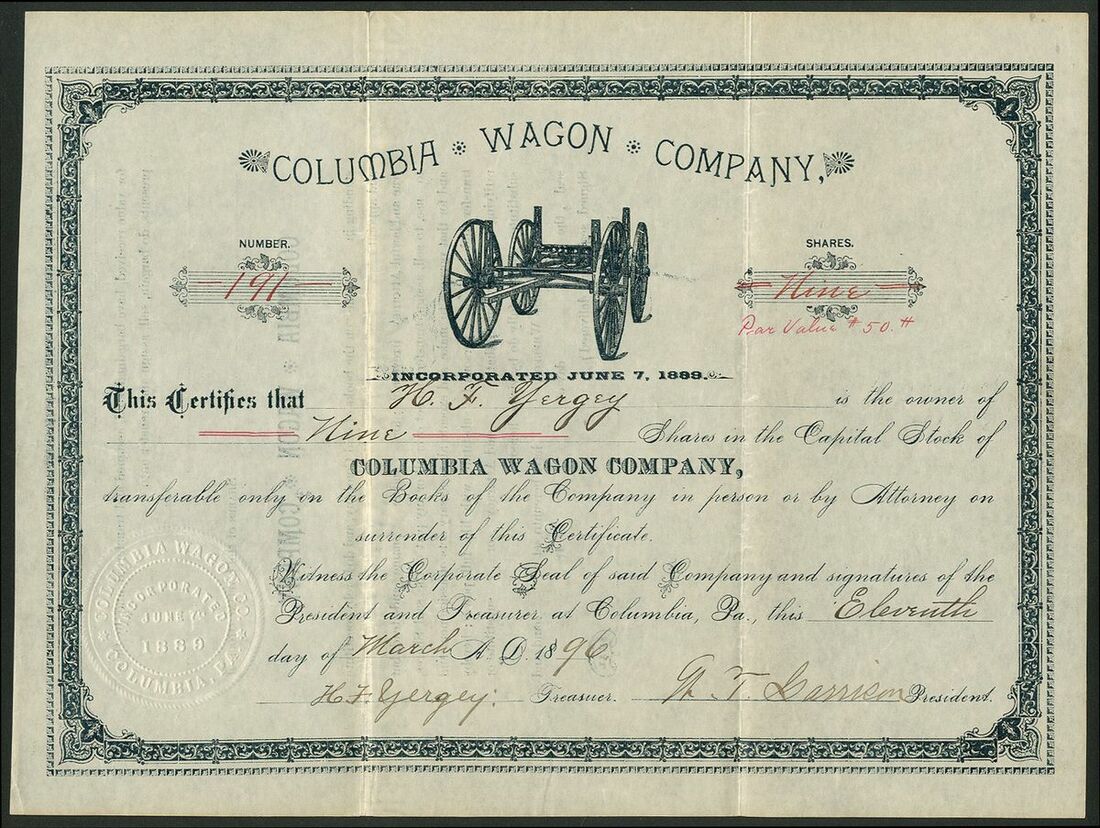 COLUMBIA WAGON COMPANY,
NUMBER.
SHARES.
191
Nine
Par Value $50.#
INCORPORATED JUNE 7, 1889.
This Certifies that H. F. Yergey is the owner of
Nine Shares in the Capital Stock of
COLUMBIA WAGON COMPANY,
transferable only on the Books of the Company in person or by Attorney on
surrender of this Certificate.
Witness the Corporate Seal of said Company and signatures of the
President and Treasurer at Columbia, Pa., this Eleventh
day of March A.D. 1896
H. F. Yergey. Treasurer. W. T. Garrison President.
COLUMBIA WAGON CO.
INCORPORATED
JUNE 7th
1889
COLUMBIA, PA.